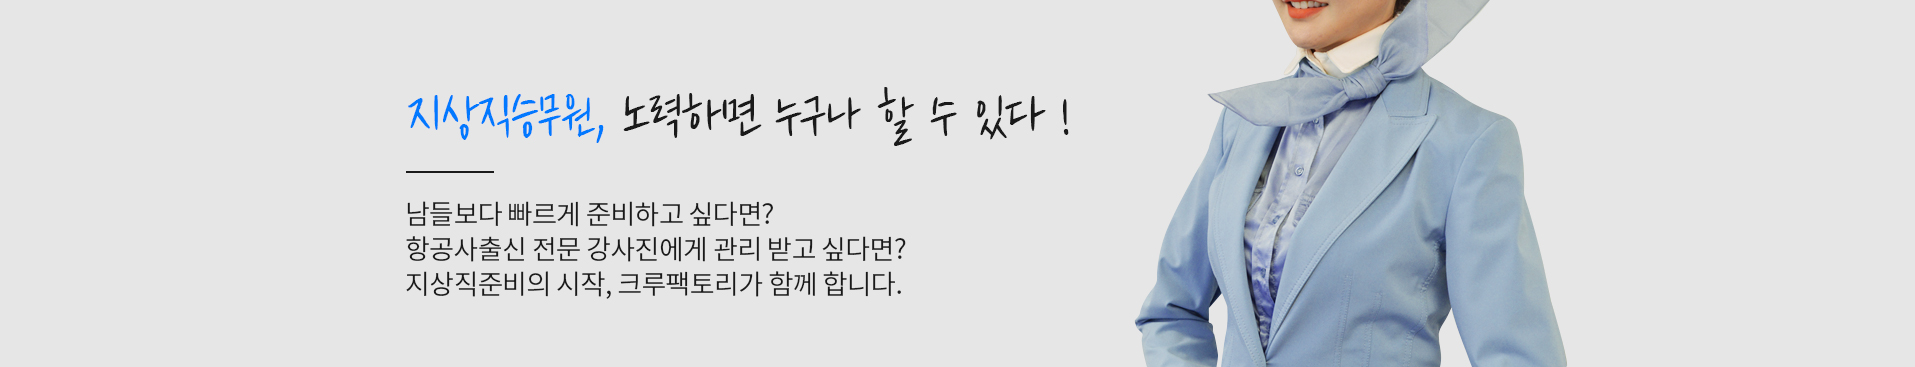 지상직승무원, 노력하면 누구나 할 수 있다 !
남들보다 빠르게 준비하고 싶다면?
항공사출신 전문 강사진에게 관리 받고 싶다면?
지상직준비의 시작, 크루팩토리가 함께 합니다.